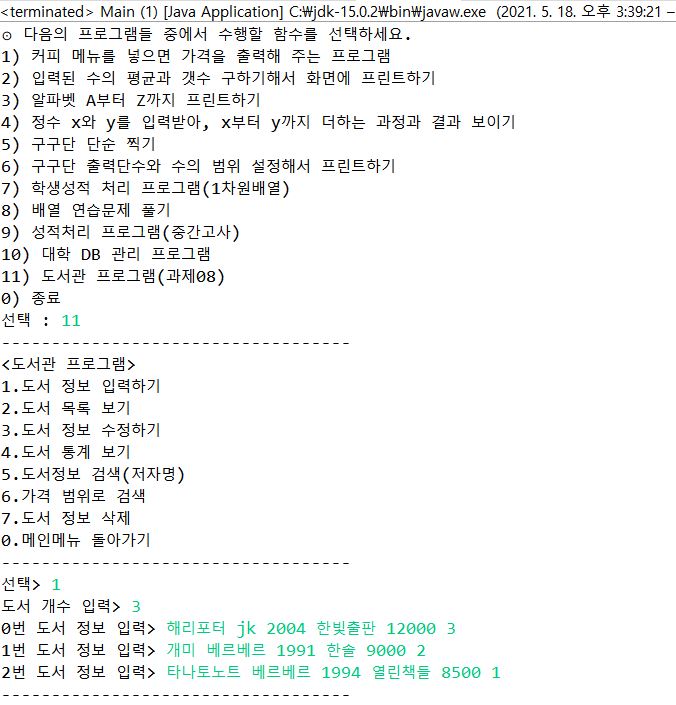 <terminated> Main (1) [Java Application] C:₩jdk-15.0.2₩bin₩javaw.exe (2021. 5. 18. 오후 3:39:21 –
⊙ 다음의 프로그램들 중에서 수행할 함수를 선택하세요.
1) 커피 메뉴를 넣으면 가격을 출력해 주는 프로그램
2) 입력된 수의 평균과 갯수 구하기해서 화면에 프린트하기
3) 알파벳 A부터 Z까지 프린트하기
4) 정수 x와 y를 입력받아, x부터 y까지 더하는 과정과 결과 보이기
5) 구구단 단순 찍기
6) 구구단 출력단수와 수의 범위 설정해서 프린트하기
7) 학생성적 처리 프로그램(1차원배열)
8) 배열 연습문제 풀기
9) 성적처리 프로그램(중간고사)
10) 대학 DB 관리 프로그램
11) 도서관 프로그램(과제08)
0) 종료
선택 : 11
-----------------------------------
<도서관 프로그램>
1.도서 정보 입력하기
2.도서 목록 보기
3.도서 정보 수정하기
4.도서 통계 보기
5.도서정보 검색(저자명)
6.가격 범위로 검색
7.도서 정보 삭제
0.메인메뉴 돌아가기
-----------------------------------
선택> 1
도서 개수 입력> 3
0번 도서 정보 입력> 해리포터 jk 2004 한빛출판 12000 3
1번 도서 정보 입력> 개미 베르베르 1991 한솔 9000 2
2번 도서 정보 입력> 타나토노트 베르베르 1994 열린책들 8500 1
-----------------------------------